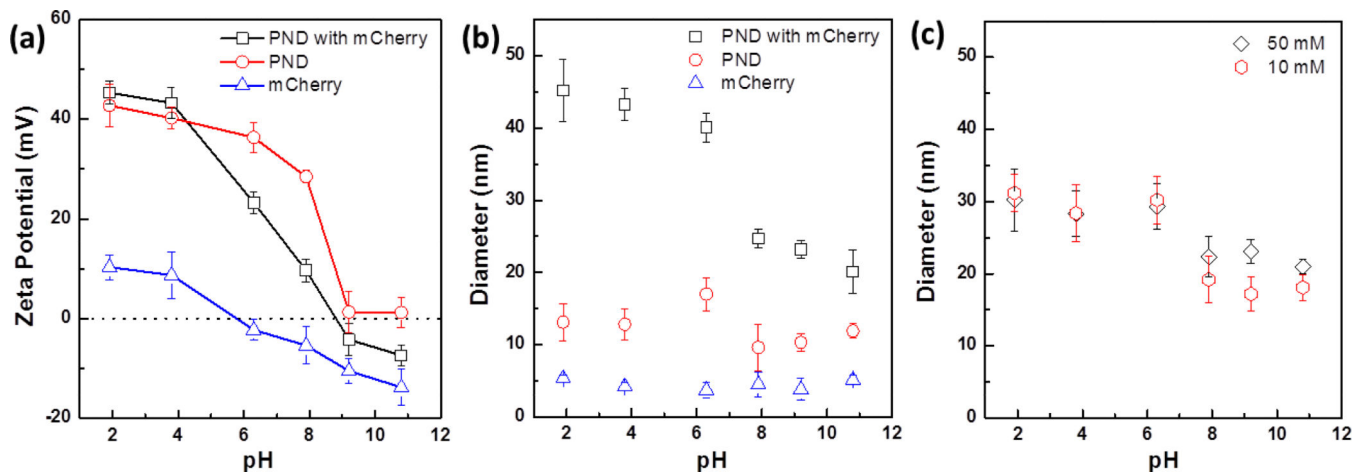 (a)
PND with mCherry
PND
mCherry
Zeta Potential (mV)
60
40
20
0
-20
2 4 6 8 10 12
pH
(b)
PND with mCherry
PND
mCherry
Diameter (nm)
50
40
30
20
10
0
2 4 6 8 10 12
pH
(c)
50 mM
10 mM
Diameter (nm)
50
40
30
20
10
0
2 4 6 8 10 12
pH